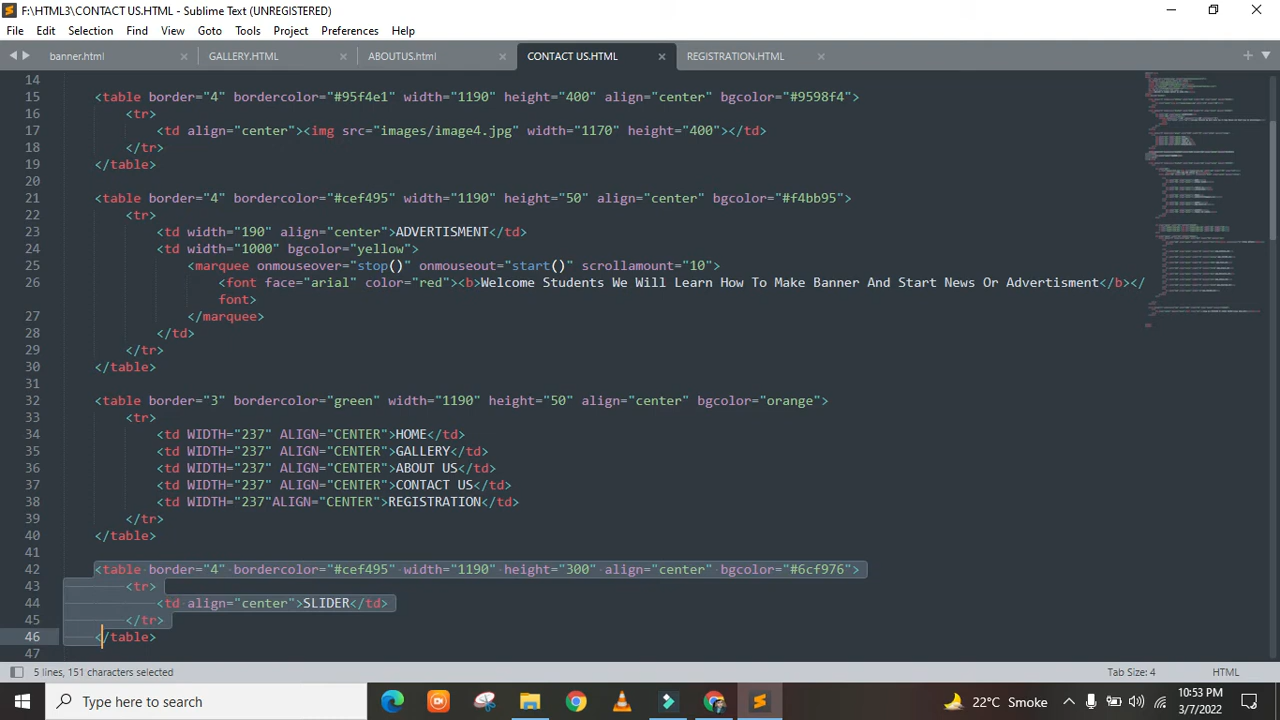 F:\HTML3\CONTACT US.HTML - Sublime Text (UNREGISTERED)
File Edit Selection Find View Goto Tools Project Preferences Help
banner.html GALLERY.HTML ABOUTUS.html CONTACT US.HTML REGISTRATION.HTML
14
15 <table border="4" bordercolor="#95f4e1" width="1190" height="400" align="center" bgcolor="#9598f4">
16 <tr>
17 <td align="center"><img src="images/image4.jpg" width="1170" height="400"></td>
18 </tr>
19 </table>
20
21 <table border="4" bordercolor="#cef495" width="1190" height="50" align="center" bgcolor="#f4bb95">
22 <tr>
23 <td width="190" align="center">ADVERTISMENT</td>
24 <td width="1000" bgcolor="yellow">
25 <marquee onmouseover="stop()" scrollamount="10">
26 <font face="arial" color="red"> Students We Will Learn How To Make Banner And Start News Or Advertisment</b></
font>
27 </marquee>
28 </td>
29 </tr>
30 </table>
31
32 <table border="3" bordercolor="green" width="1190" height="50" align="center" bgcolor="orange">
33 <tr>
34 <td WIDTH="237" ALIGN="CENTER">HOME</td>
35 <td WIDTH="237" ALIGN="CENTER">GALLERY</td>
36 <td WIDTH="237" ALIGN="CENTER">ABOUT US</td>
37 <td WIDTH="237" ALIGN="CENTER">CONTACT US</td>
38 <td WIDTH="237"ALIGN="CENTER">REGISTRATION</td>
39 </tr>
40 </table>
41
42 <table border="4" bordercolor="#cef495" width="1190" height="300" align="center" bgcolor="#6cf976">
43 <tr>
44 <td align="center">SLIDER</td>
45 </tr>
46 </table>
47
5 lines, 151 characters selected Tab Size: 4 HTML
Type here to search 22°C Smoke 10:53 PM
3/7/2022